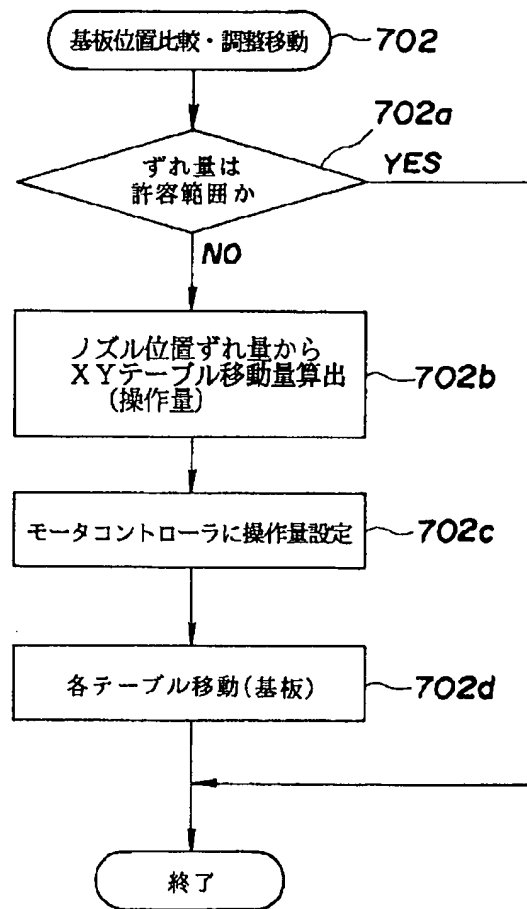 基板位置比較・調整移動
702
702a
ずれ量は
許容範囲か
YES
NO
ノズル位置ずれ量から
XYテーブル移動量算出
(操作量)
702b
モータコントローラに操作量設定
702c
各テーブル移動(基板)
702d
終了